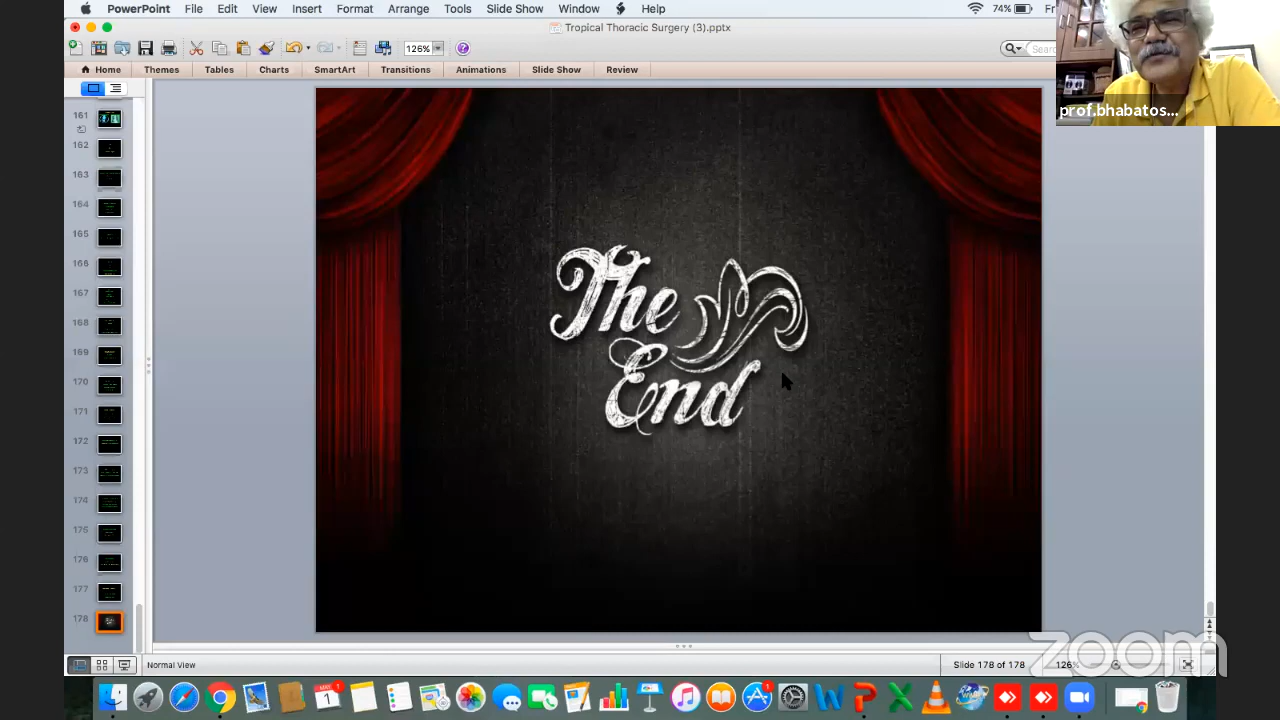 PowerPoint File Edit View Insert Format Arrange Tools Slide Show Window Help 74% Fr
Tropical Thoracic Surgery (3).pptx
126% Sear
Home Themes Tables Charts SmartArt Transitions Animations Slide Show Review
prof.bhabatos...
161
162
163
164
165
166
167
168
169
170
171
172
173
174
175
176
177
178
The
End
zoom
Normal View Slide 178 of 178 126%